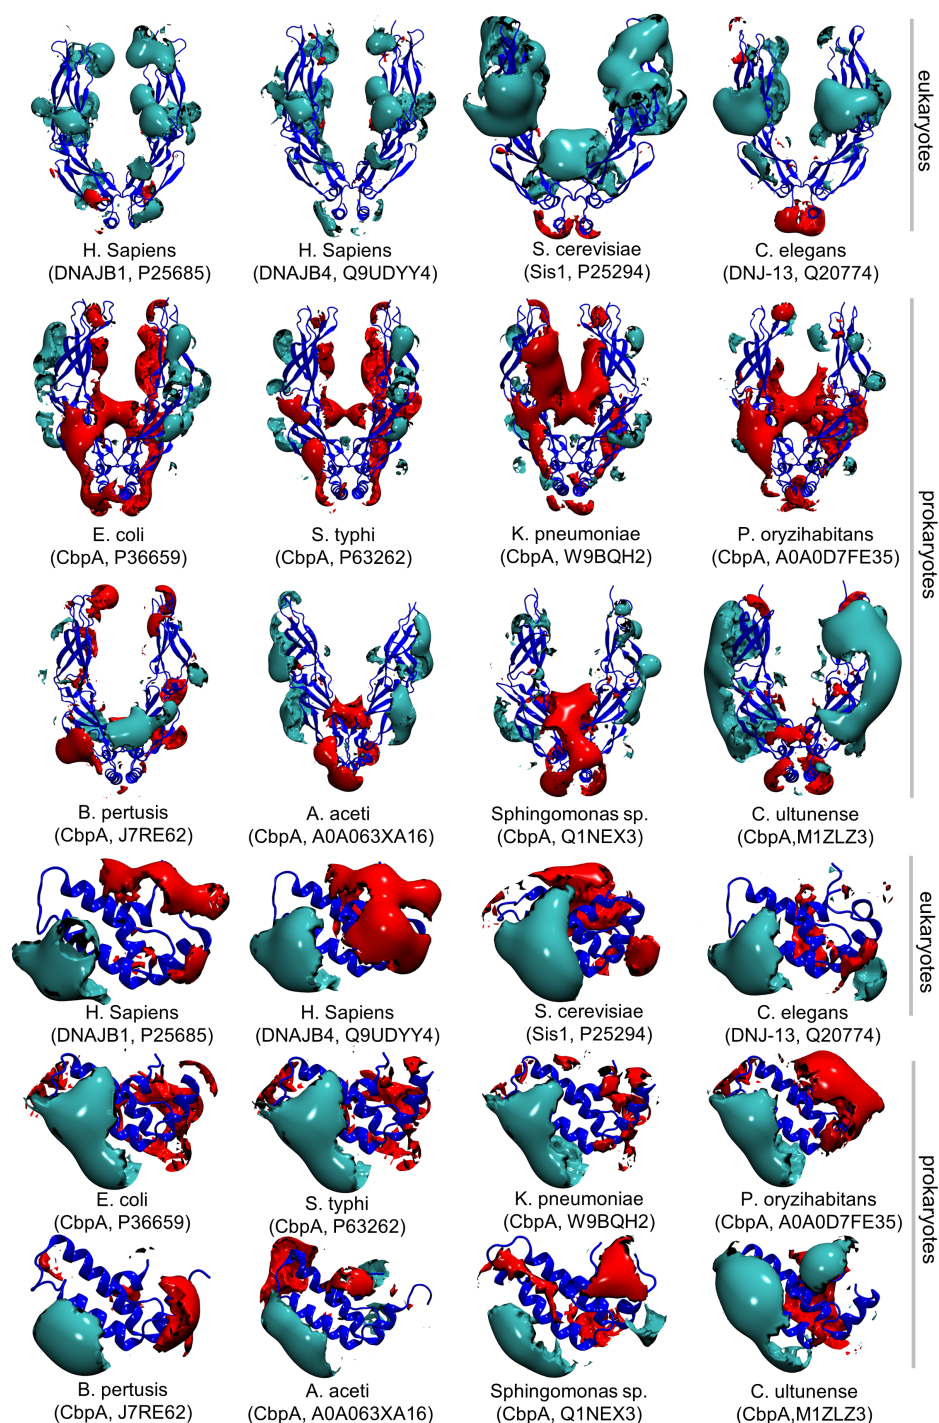 eukaryotes
H. Sapiens
(DNAJB1, P25685)
H. Sapiens
(DNAJB4, Q9UDYY4)
S. cerevisiae
(Sis1, P25294)
C. elegans
(DNJ-13, Q20774)
prokaryotes
E. coli
(CbpA, P36659)
S. typhi
(CbpA, P63262)
K. pneumoniae
(CbpA, W9BQH2)
P. oryzihabitans
(CbpA, A0A0D7FE35)
B. pertusis
(CbpA, J7RE62)
A. aceti
(CbpA, A0A063XA16)
Sphingomonas sp.
(CbpA, Q1NEX3)
C. ultunense
(CbpA,M1ZLZ3)
eukaryotes
H. Sapiens
(DNAJB1, P25685)
H. Sapiens
(DNAJB4, Q9UDYY4)
S. cerevisiae
(Sis1, P25294)
C. elegans
(DNJ-13, Q20774)
prokaryotes
E. coli
(CbpA, P36659)
S. typhi
(CbpA, P63262)
K. pneumoniae
(CbpA, W9BQH2)
P. oryzihabitans
(CbpA, A0A0D7FE35)
B. pertusis
(CbpA, J7RE62)
A. aceti
(CbpA, A0A063XA16)
Sphingomonas sp.
(CbpA, Q1NEX3)
C. ultunense
(CbpA,M1ZLZ3)